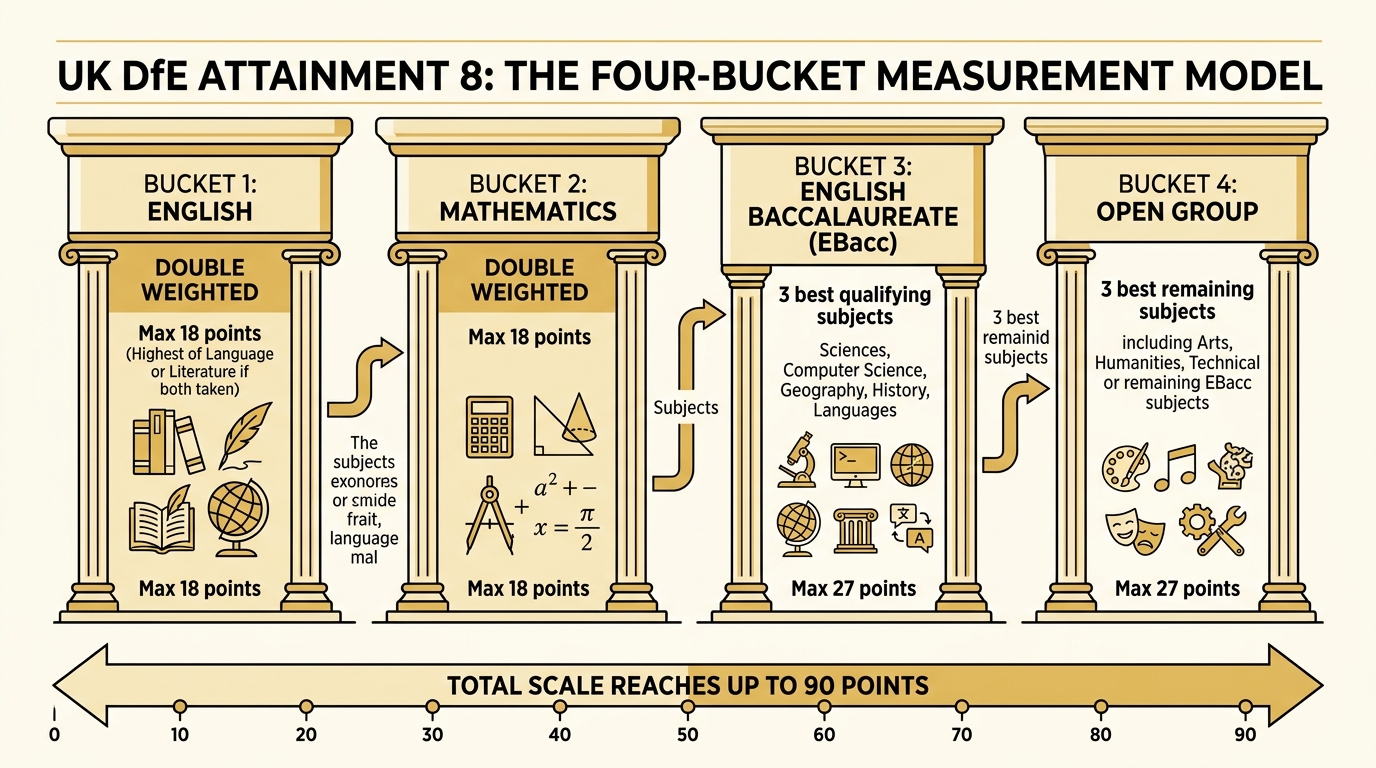 UK DfE ATTAINMENT 8: THE FOUR-BUCKET MEASUREMENT MODEL
BUCKET 1:
ENGLISH
DOUBLE
WEIGHTED
Max 18 points
(Highest of Language
or Literature if
both taken)
Max 18 points
The
subjects
exonores
or smide
frait,
language
mal
BUCKET 2:
MATHEMATICS
DOUBLE
WEIGHTED
Max 18 points
a² + −
+
x = π/2
Max 18 points
Subjects
BUCKET 3:
ENGLISH
BACCALAUREATE
(EBacc)
3 best qualifying
subjects
Sciences,
Computer Science,
Geography, History,
Languages
>_
文
A
Max 27 points
3 best
remainid
subjects
BUCKET 4:
OPEN GROUP
3 best remaining
subjects
including Arts,
Humanities, Technical
or remaining EBacc
subjects
Max 27 points
TOTAL SCALE REACHES UP TO 90 POINTS
0 10 20 30 40 50 60 70 80 90